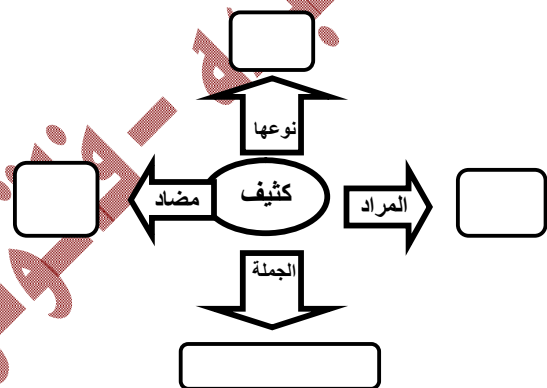 نوعها
المراد
كثيف
مضاد
الجملة